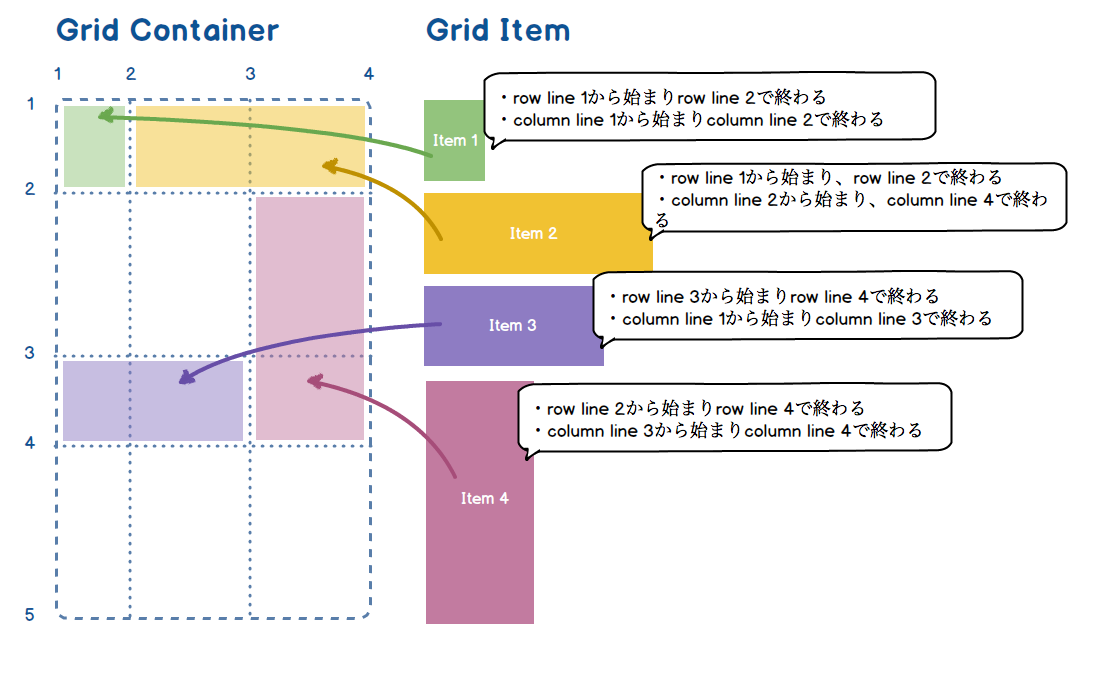 Grid Container
Grid Item
1 2 3 4
1
2
3
4
5
Item 1
・row line 1から始まりrow line 2で終わる
・column line 1から始まりcolumn line 2で終わる
Item 2
・row line 1から始まり、row line 2で終わる
・column line 2から始まり、column line 4で終わ
る
Item 3
・row line 3から始まりrow line 4で終わる
・column line 1から始まりcolumn line 3で終わる
Item 4
・row line 2から始まりrow line 4で終わる
・column line 3から始まりcolumn line 4で終わる